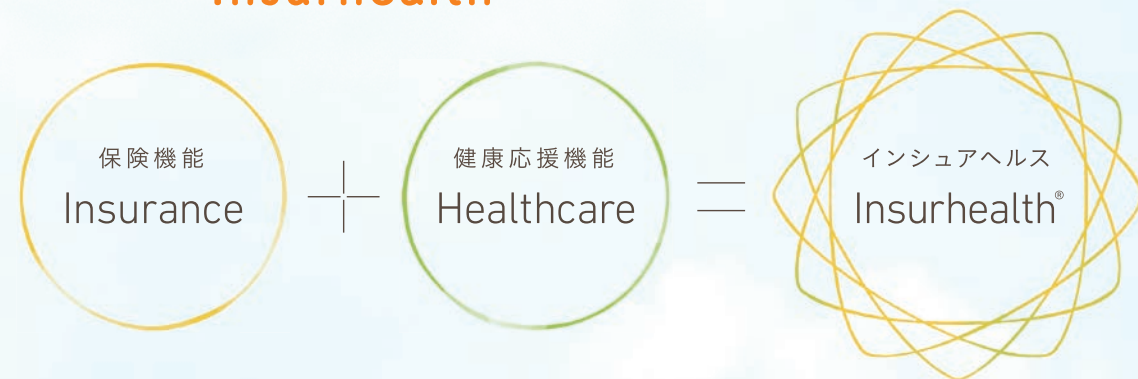 Insurhealth
保険機能
Insurance
+
健康応援機能
Healthcare
=
インシュアヘルス
Insurhealth®